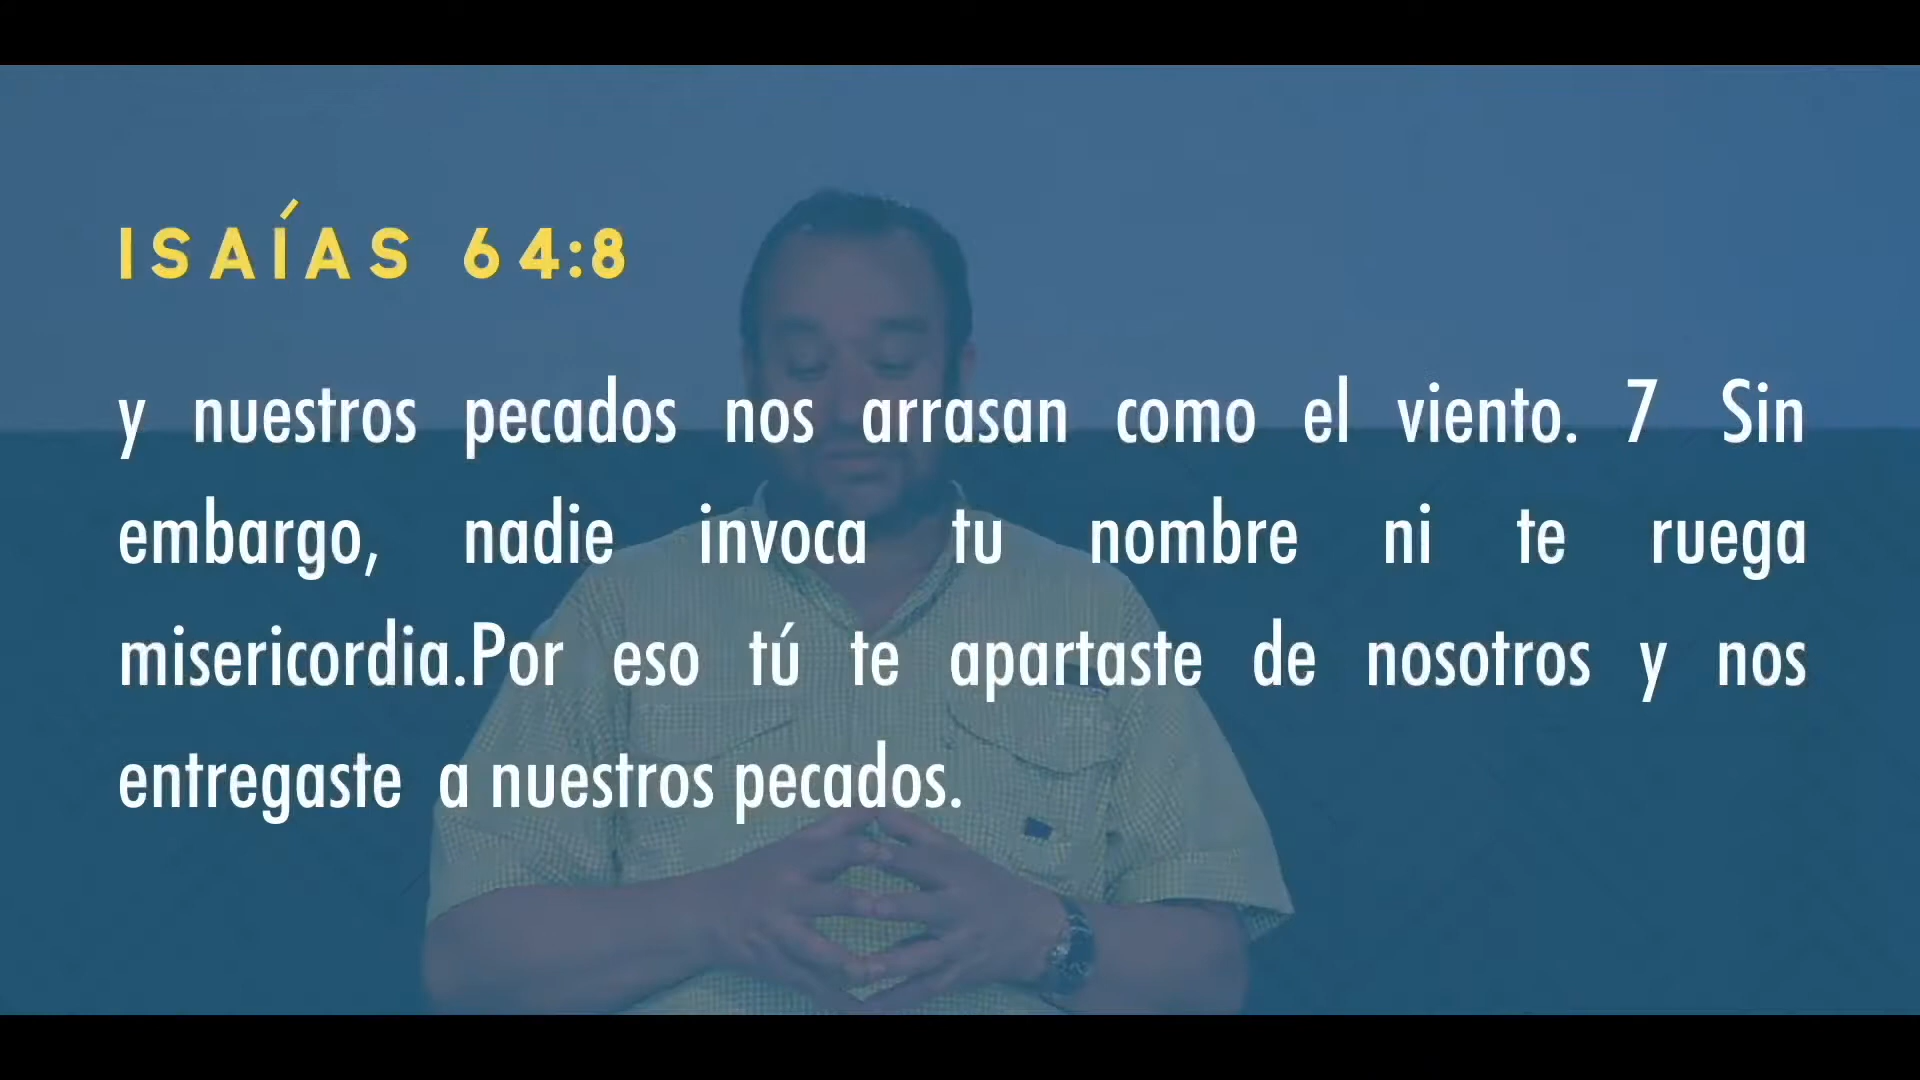 ISAÍAS 64:8
y nuestros pecados nos arrasan como el viento. 7 Sin
embargo, nadie invoca tu nombre ni te ruega
misericordia.Por eso tú te apartaste de nosotros y nos
entregaste a nuestros pecados.